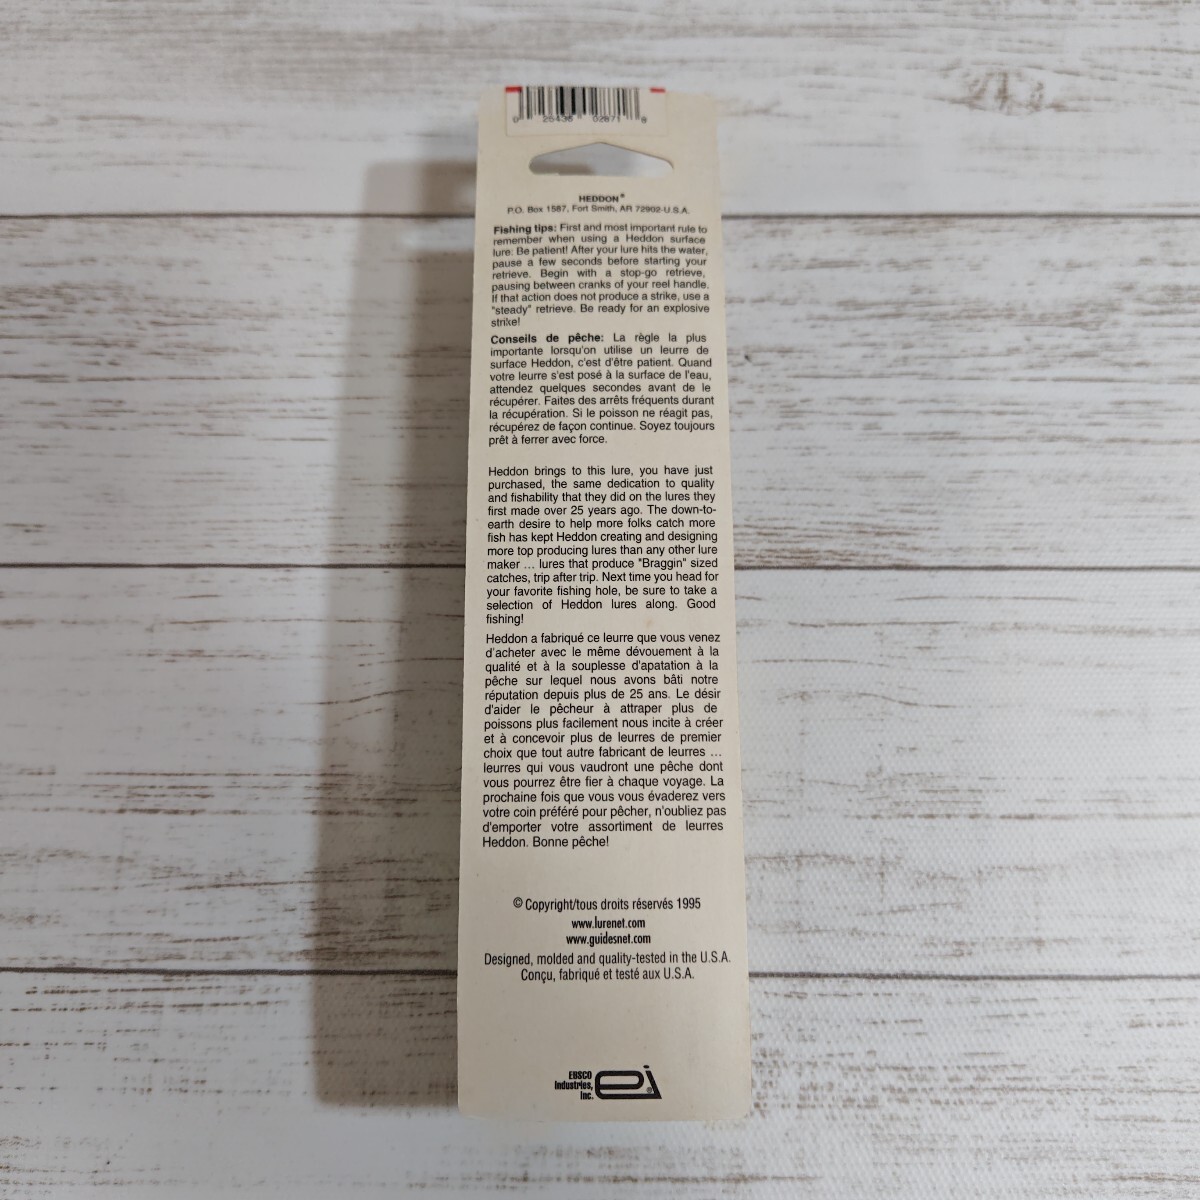 0 25436 02871 8
HEDDON®
P.O. Box 1587, Fort Smith, AR 72902-U.S.A.
Fishing tips: First and most important rule to
remember when using a Heddon surface
lure: Be patient! After your lure hits the water,
pause a few seconds before starting your
retrieve. Begin with a stop-go retrieve,
pausing between cranks of your reel handle.
If that action does not produce a strike, use a
"steady" retrieve. Be ready for an explosive
strike!
Conseils de pêche: La règle la plus
importante lorsqu'on utilise un leurre de
surface Heddon, c'est d'être patient. Quand
votre leurre s'est posé à la surface de l'eau,
attendez quelques secondes avant de le
récupérer. Faites des arrêts fréquents durant
la récupération. Si le poisson ne réagit pas,
récupérez de façon continue. Soyez toujours
prêt à ferrer avec force.
Heddon brings to this lure, you have just
purchased, the same dedication to quality
and fishability that they did on the lures they
first made over 25 years ago. The down-to-
earth desire to help more folks catch more
fish has kept Heddon creating and designing
more top producing lures than any other lure
maker ... lures that produce "Braggin" sized
catches, trip after trip. Next time you head for
your favorite fishing hole, be sure to take a
selection of Heddon lures along. Good
fishing!
Heddon a fabriqué ce leurre que vous venez
d'acheter avec le même dévouement à la
qualité et à la souplesse d'apatation à la
pêche sur lequel nous avons bâti notre
réputation depuis plus de 25 ans. Le désir
d'aider le pêcheur à attraper plus de
poissons plus facilement nous incite à créer
et à concevoir plus de leurres de premier
choix que tout autre fabricant de leurres ...
leurres qui vous vaudront une pêche dont
vous pourrez être fier à chaque voyage. La
prochaine fois que vous vous évaderez vers
votre coin préféré pour pêcher, n'oubliez pas
d'emporter votre assortiment de leurres
Heddon. Bonne pêche!
© Copyright/tous droits réservés 1995
www.lurenet.com
www.guidesnet.com
Designed, molded and quality-tested in the U.S.A.
Conçu, fabriqué et testé aux U.S.A.
EBSCO
Industries,
Inc.
ei